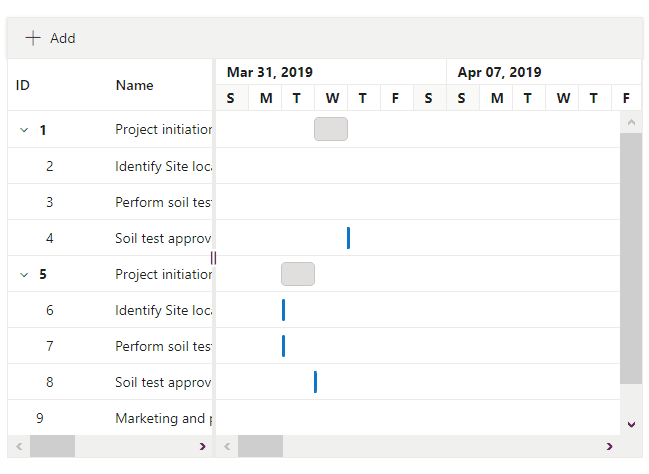 Add
ID Name Mar 31, 2019 Apr 07, 2019
S M T W T F S S M T W T F
1 Project initiation
2 Identify Site loca
3 Perform soil test
4 Soil test approv
5 Project initiation
6 Identify Site loca
7 Perform soil test
8 Soil test approv
9 Marketing and p